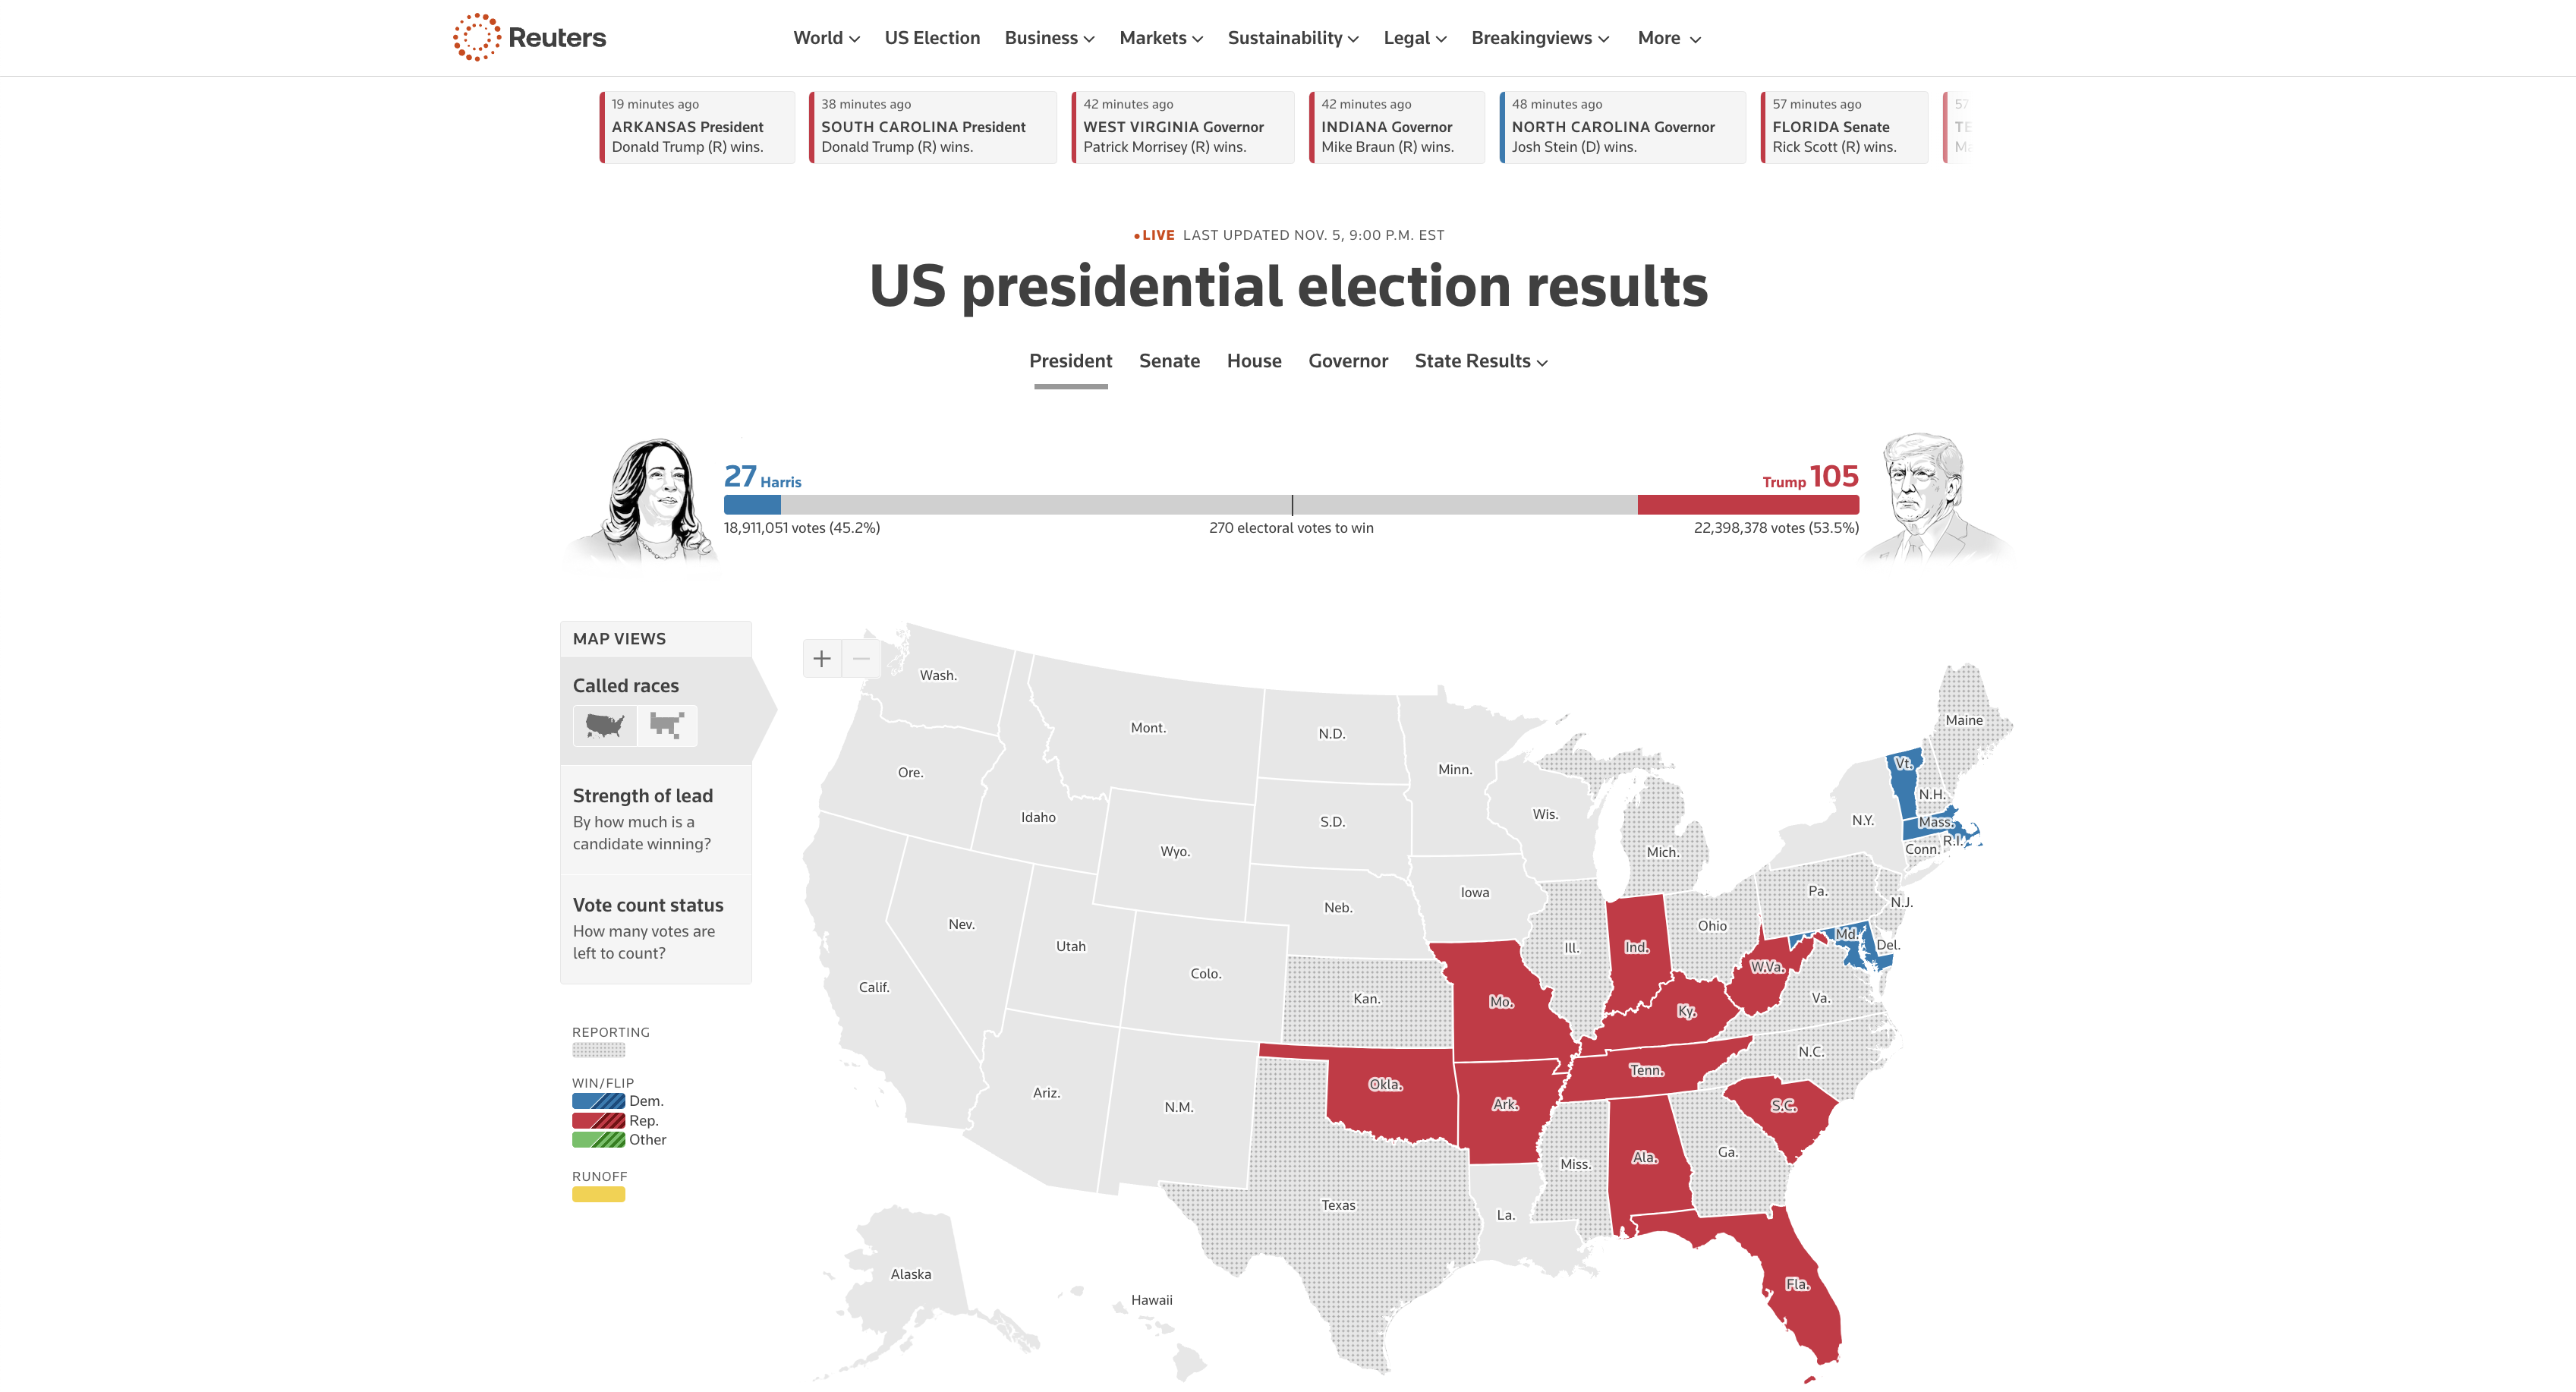 Reuters
World
US Election
Business
Markets
Sustainability
Legal
Breakingviews
More
19 minutes ago
ARKANSAS President
Donald Trump (R) wins.
38 minutes ago
SOUTH CAROLINA President
Donald Trump (R) wins.
42 minutes ago
WEST VIRGINIA Governor
Patrick Morrisey (R) wins.
42 minutes ago
INDIANA Governor
Mike Braun (R) wins.
48 minutes ago
NORTH CAROLINA Governor
Josh Stein (D) wins.
57 minutes ago
FLORIDA Senate
Rick Scott (R) wins.
57
TE
LIVE LAST UPDATED NOV. 5, 9:00 P.M. EST
US presidential election results
President
Senate
House
Governor
State Results
27 Harris
Trump 105
18,911,051 votes (45.2%)
270 electoral votes to win
22,398,378 votes (53.5%)
MAP VIEWS
Called races
Strength of lead
By how much is a
candidate winning?
Vote count status
How many votes are
left to count?
REPORTING
WIN/FLIP
Dem.
Rep.
Other
RUNOFF
Wash.
Mont.
N.D.
Minn.
Maine
Ore.
Idaho
Wyo.
S.D.
Wis.
Mich.
Vt.
N.H.
N.Y.
Mass.
R.I.
Conn.
Pa.
N.J.
Iowa
Neb.
Nev.
Utah
Colo.
Calif.
Kan.
Ill.
Ind.
Ohio
Md.
Del.
W.Va.
Va.
Mo.
Ky.
N.C.
Tenn.
Okla.
Ark.
S.C.
Ariz.
N.M.
Miss.
Ala.
Ga.
Texas
La.
Fla.
Alaska
Hawaii